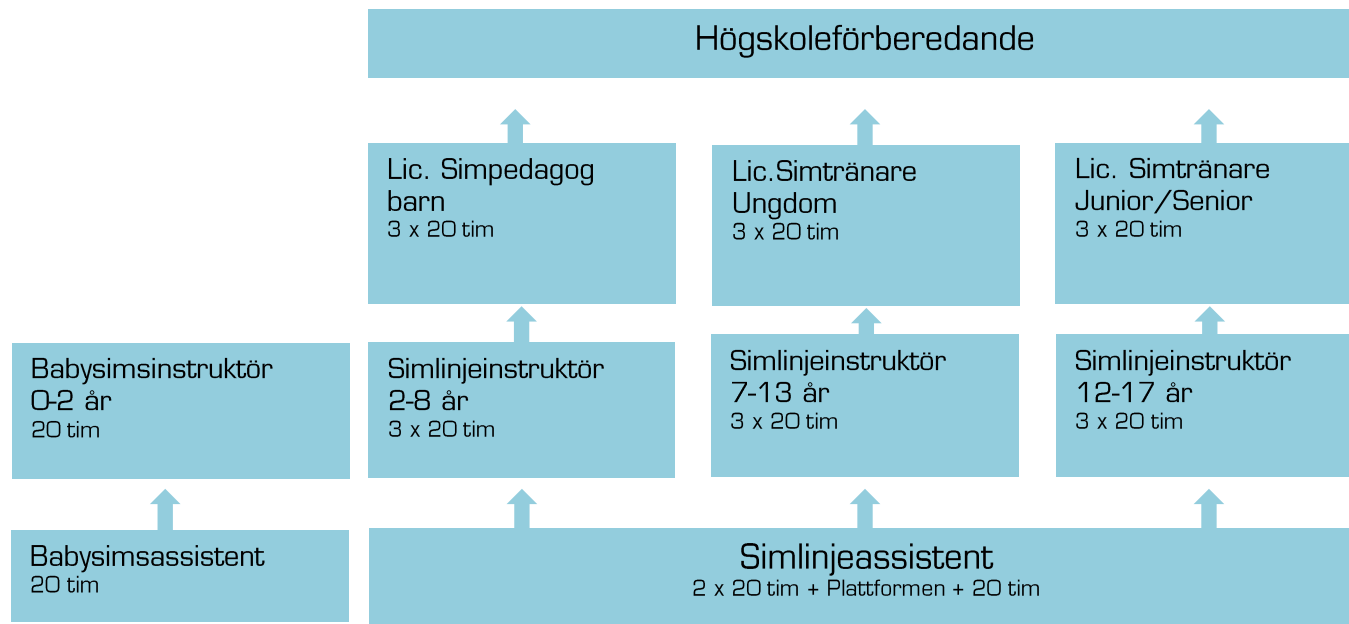 Högskoleförberedande
Lic. Simpedagog
barn
3 x 20 tim
Lic.Simtränare
Ungdom
3 x 20 tim
Lic. Simtränare
Junior/Senior
3 x 20 tim
Babysimsinstruktör
0-2 år
20 tim
Simlinjeinstruktör
2-8 år
3 x 20 tim
Simlinjeinstruktör
7-13 år
3 x 20 tim
Simlinjeinstruktör
12-17 år
3 x 20 tim
Babysimsassistent
20 tim
Simlinjeassistent
2 x 20 tim + Plattformen + 20 tim